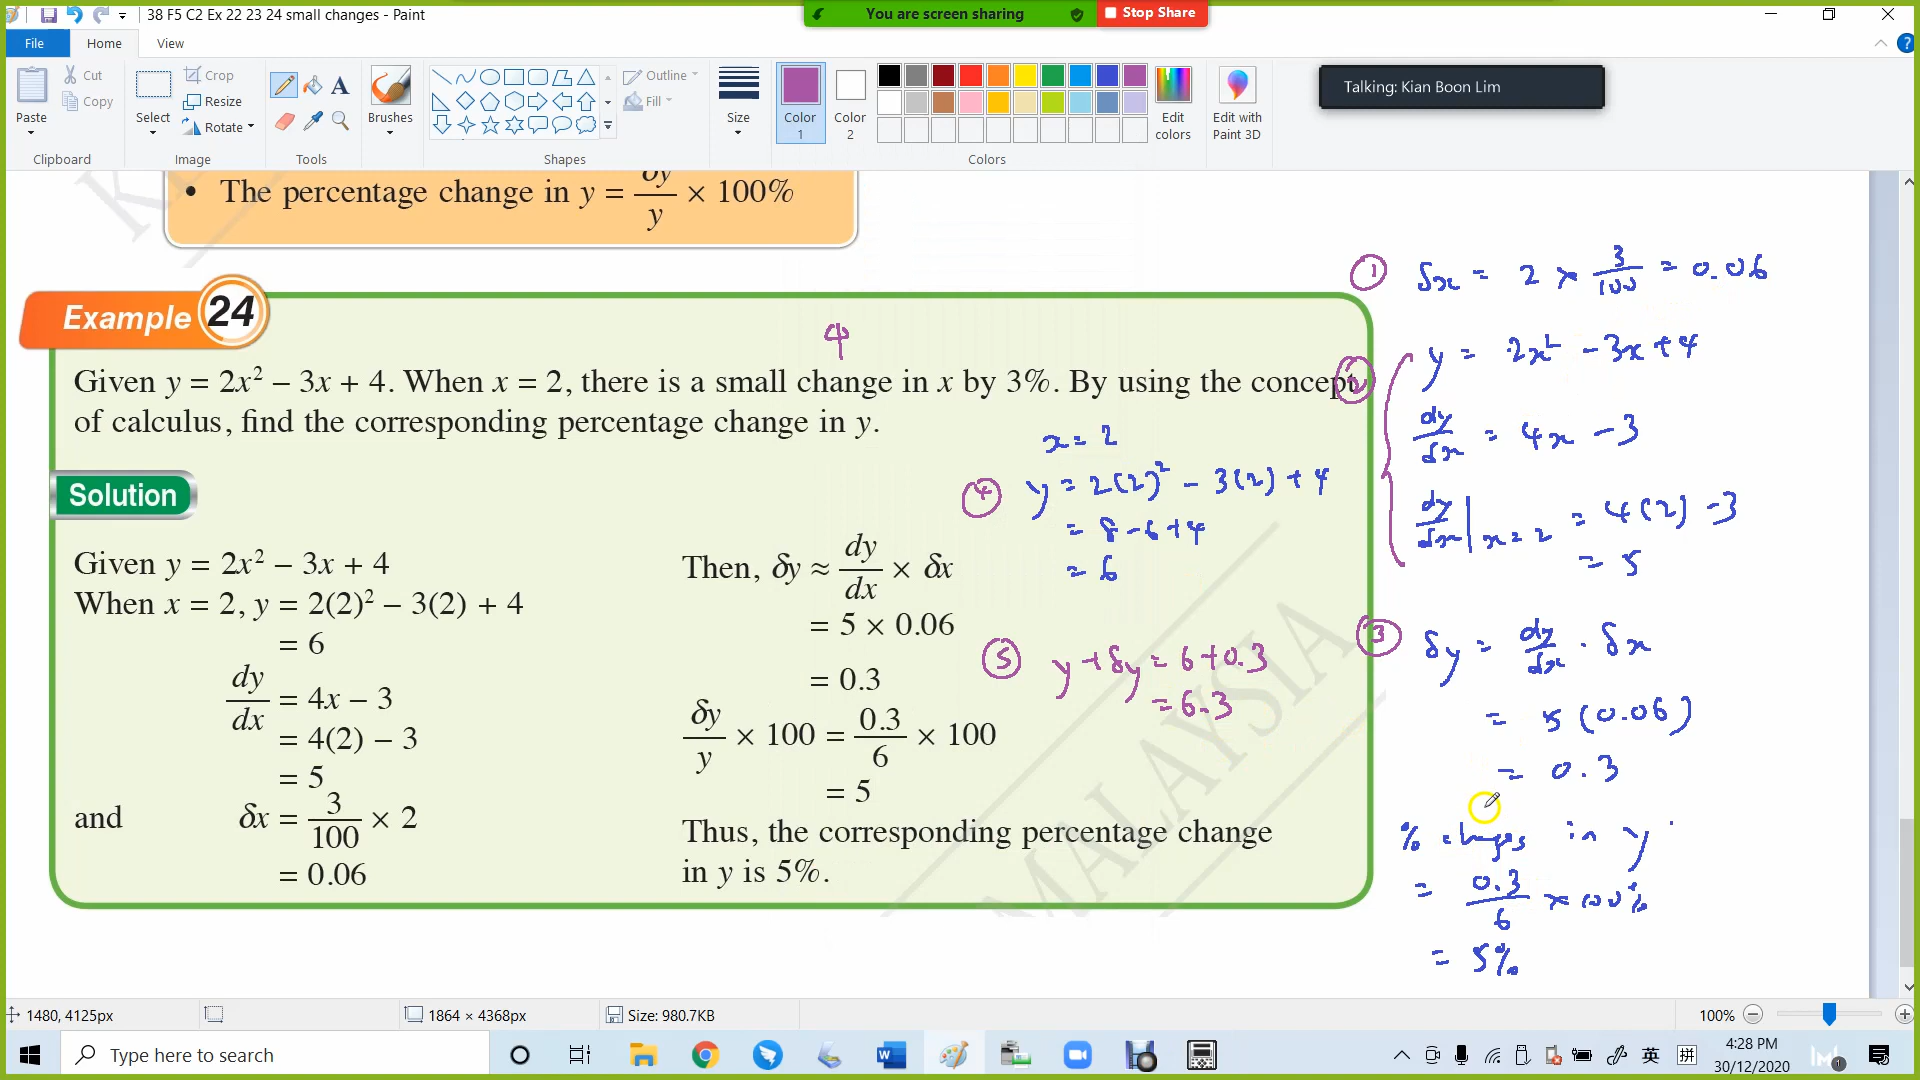 38 F5 C2 Ex 22 23 24 small changes - Paint
You are screen sharing
Stop Share
File
Home
View
Paste
Cut
Copy
Clipboard
Select
Crop
Resize
Rotate
Image
Tools
Brushes
Outline
Fill
Shapes
Size
Color 1
Color 2
Colors
Edit colors
Edit with Paint 3D
Talking: Kian Boon Lim
• The percentage change in y = δy/y × 100%
Example 24
4
Given y = 2x² − 3x + 4. When x = 2, there is a small change in x by 3%. By using the concept
of calculus, find the corresponding percentage change in y.
Solution
Given y = 2x² − 3x + 4
When x = 2, y = 2(2)² − 3(2) + 4
= 6
dy/dx = 4x − 3
= 4(2) − 3
= 5
and δx = 3/100 × 2
= 0.06
Then, δy ≈ dy/dx × δx
= 5 × 0.06
= 0.3
δy/y × 100 = 0.3/6 × 100
= 5
Thus, the corresponding percentage change
in y is 5%.
x = 2
④ y = 2(2)² − 3(2) + 4
= 8 − 6 + 4
= 6
⑤ y + δy = 6 + 0.3
= 6.3
① δx = 2 × 3/100 = 0.06
② y = 2x² − 3x + 4
dy/dx = 4x − 3
dy/dx | x = 2 = 4(2) − 3
= 5
③ δy = dy/dx · δx
= 5 (0.06)
= 0.3
% changes in y
= 0.3/6 × 100%
= 5%
MALAYSIA
1480, 4125px
1864 × 4368px
Size: 980.7KB
100%
Type here to search
英
拼
4:28 PM
30/12/2020